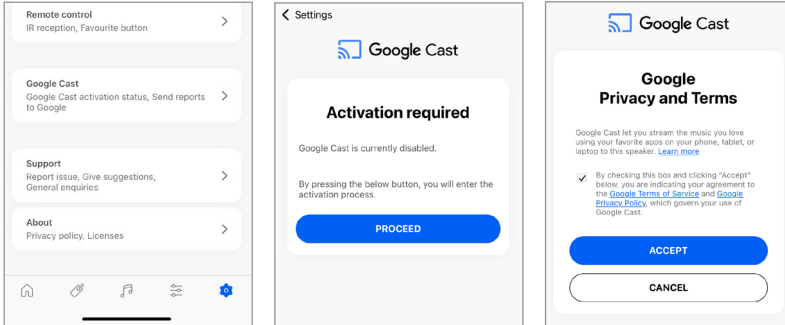 Remote control
IR reception, Favourite button
Google Cast
Google Cast activation status, Send reports
to Google
Support
Report issue, Give suggestions,
General enquiries
About
Privacy policy, Licenses
Settings
Google Cast
Activation required
Google Cast is currently disabled.
By pressing the below button, you will enter the
activation process.
PROCEED
Google Cast
Google
Privacy and Terms
Google Cast let you stream the music you love
using your favorite apps on your phone, tablet, or
laptop to this speaker. Learn more
By checking this box and clicking "Accept"
below, you are indicating your agreement to
the Google Terms of Service and Google
Privacy Policy, which govern your use of
Google Cast.
ACCEPT
CANCEL